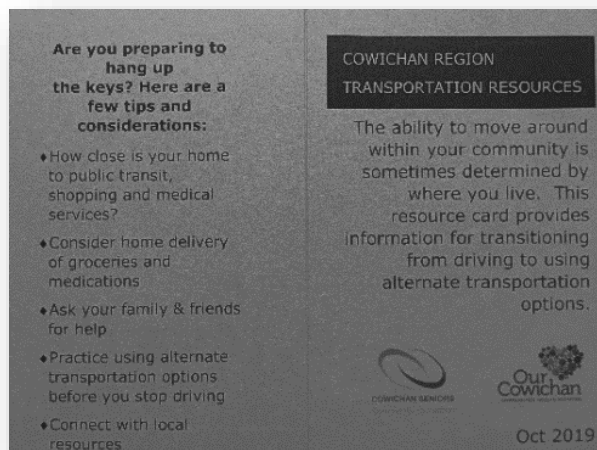 Are you preparing to
hang up
the keys? Here are a
few tips and
considerations:
♦How close is your home
to public transit,
shopping and medical
services?
♦Consider home delivery
of groceries and
medications
♦Ask your family & friends
for help
♦Practice using alternate
transportation options
before you stop driving
♦Connect with local
resources
COWICHAN REGION
TRANSPORTATION RESOURCES
The ability to move around
within your community is
sometimes determined by
where you live. This
resource card provides
information for transitioning
from driving to using
alternate transportation
options.
COWICHAN SENIORS
Our
Cowichan
Oct 2019